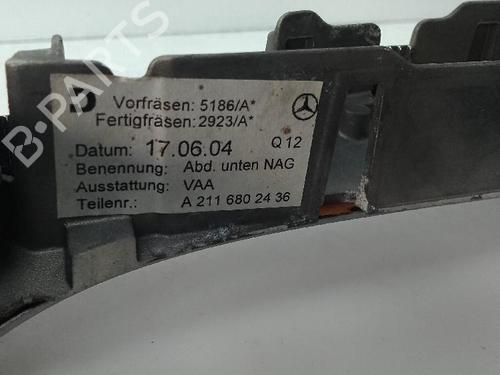 B-PARTS
D
Vorfräsen: 5186/A*
Fertigfräsen: 2923/A*
Datum: 17.06.04 Q 12
Benennung: Abd. unten NAG
Ausstattung: VAA
Teilenr.: A 211 680 24 36